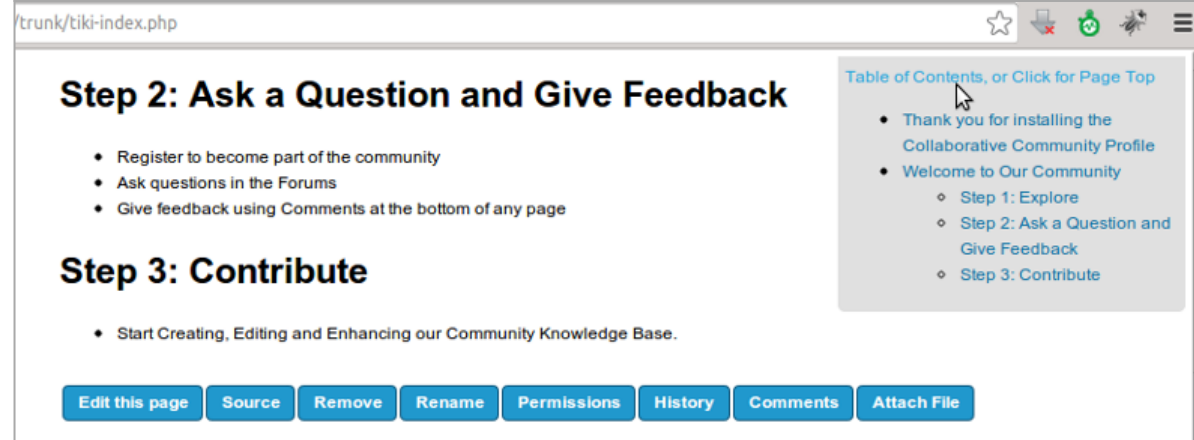 /trunk/tiki-index.php
Step 2: Ask a Question and Give Feedback
Register to become part of the community
Ask questions in the Forums
Give feedback using Comments at the bottom of any page
Step 3: Contribute
Start Creating, Editing and Enhancing our Community Knowledge Base.
Edit this page Source Remove Rename Permissions History Comments Attach File
Table of Contents, or Click for Page Top
Thank you for installing the
Collaborative Community Profile
Welcome to Our Community
Step 1: Explore
Step 2: Ask a Question and
Give Feedback
Step 3: Contribute